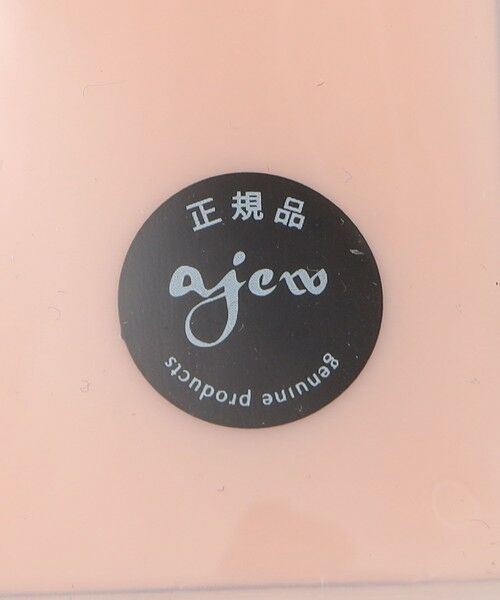 正規品
ajew
genuine products